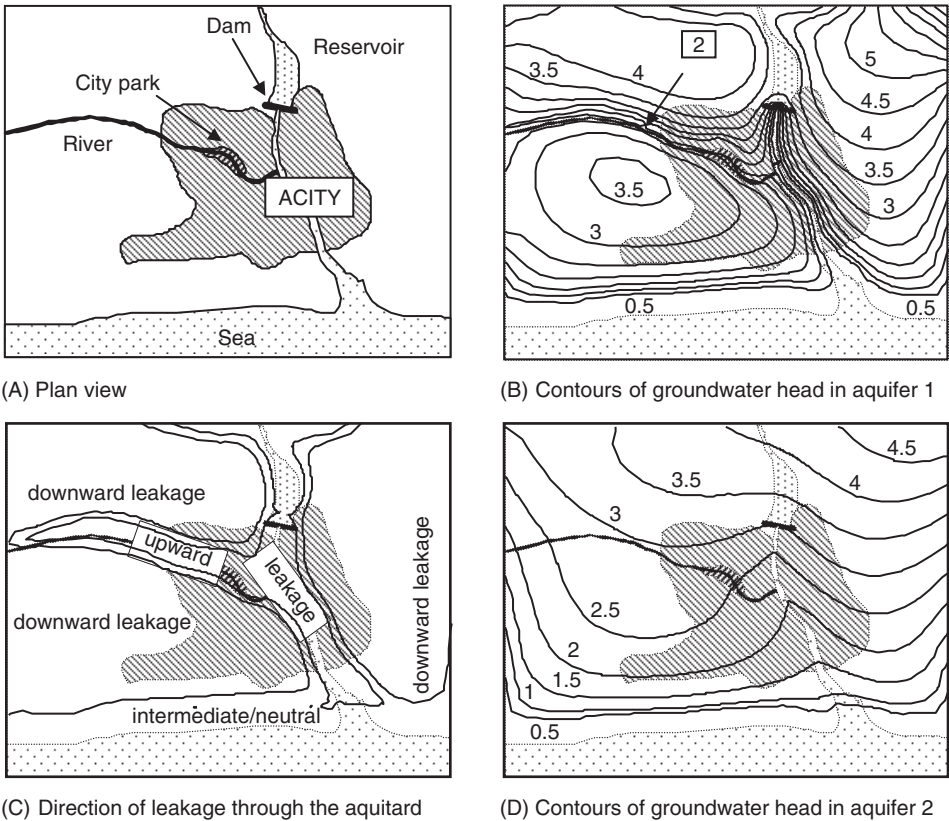 Dam
Reservoir
City park
River
ACITY
Sea
(A) Plan view
2
3.5
4
5
4.5
4
3.5
3
3.5
3
0.5
0.5
(B) Contours of groundwater head in aquifer 1
downward leakage
upward
leakage
downward leakage
downward leakage
intermediate/neutral
(C) Direction of leakage through the aquitard
4.5
4
3.5
3
2.5
2
1.5
1
0.5
(D) Contours of groundwater head in aquifer 2